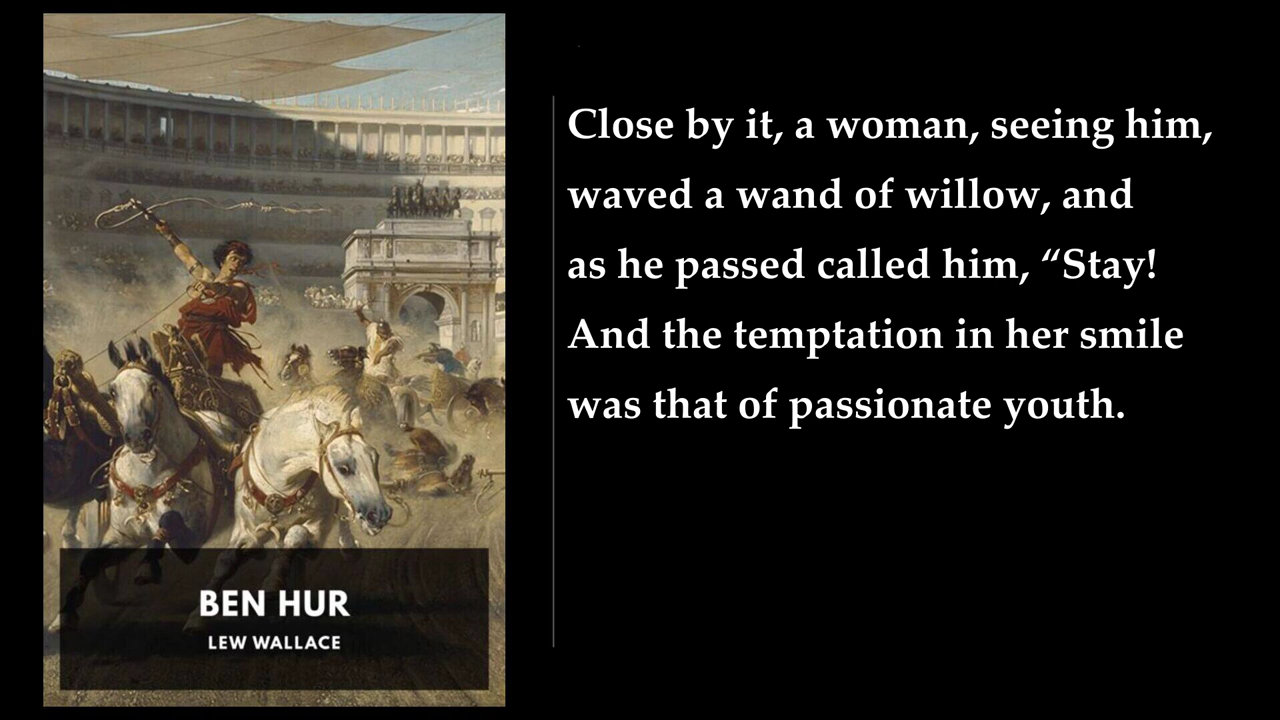 BEN HUR
LEW WALLACE
Close by it, a woman, seeing him,
waved a wand of willow, and
as he passed called him, “Stay!
And the temptation in her smile
was that of passionate youth.